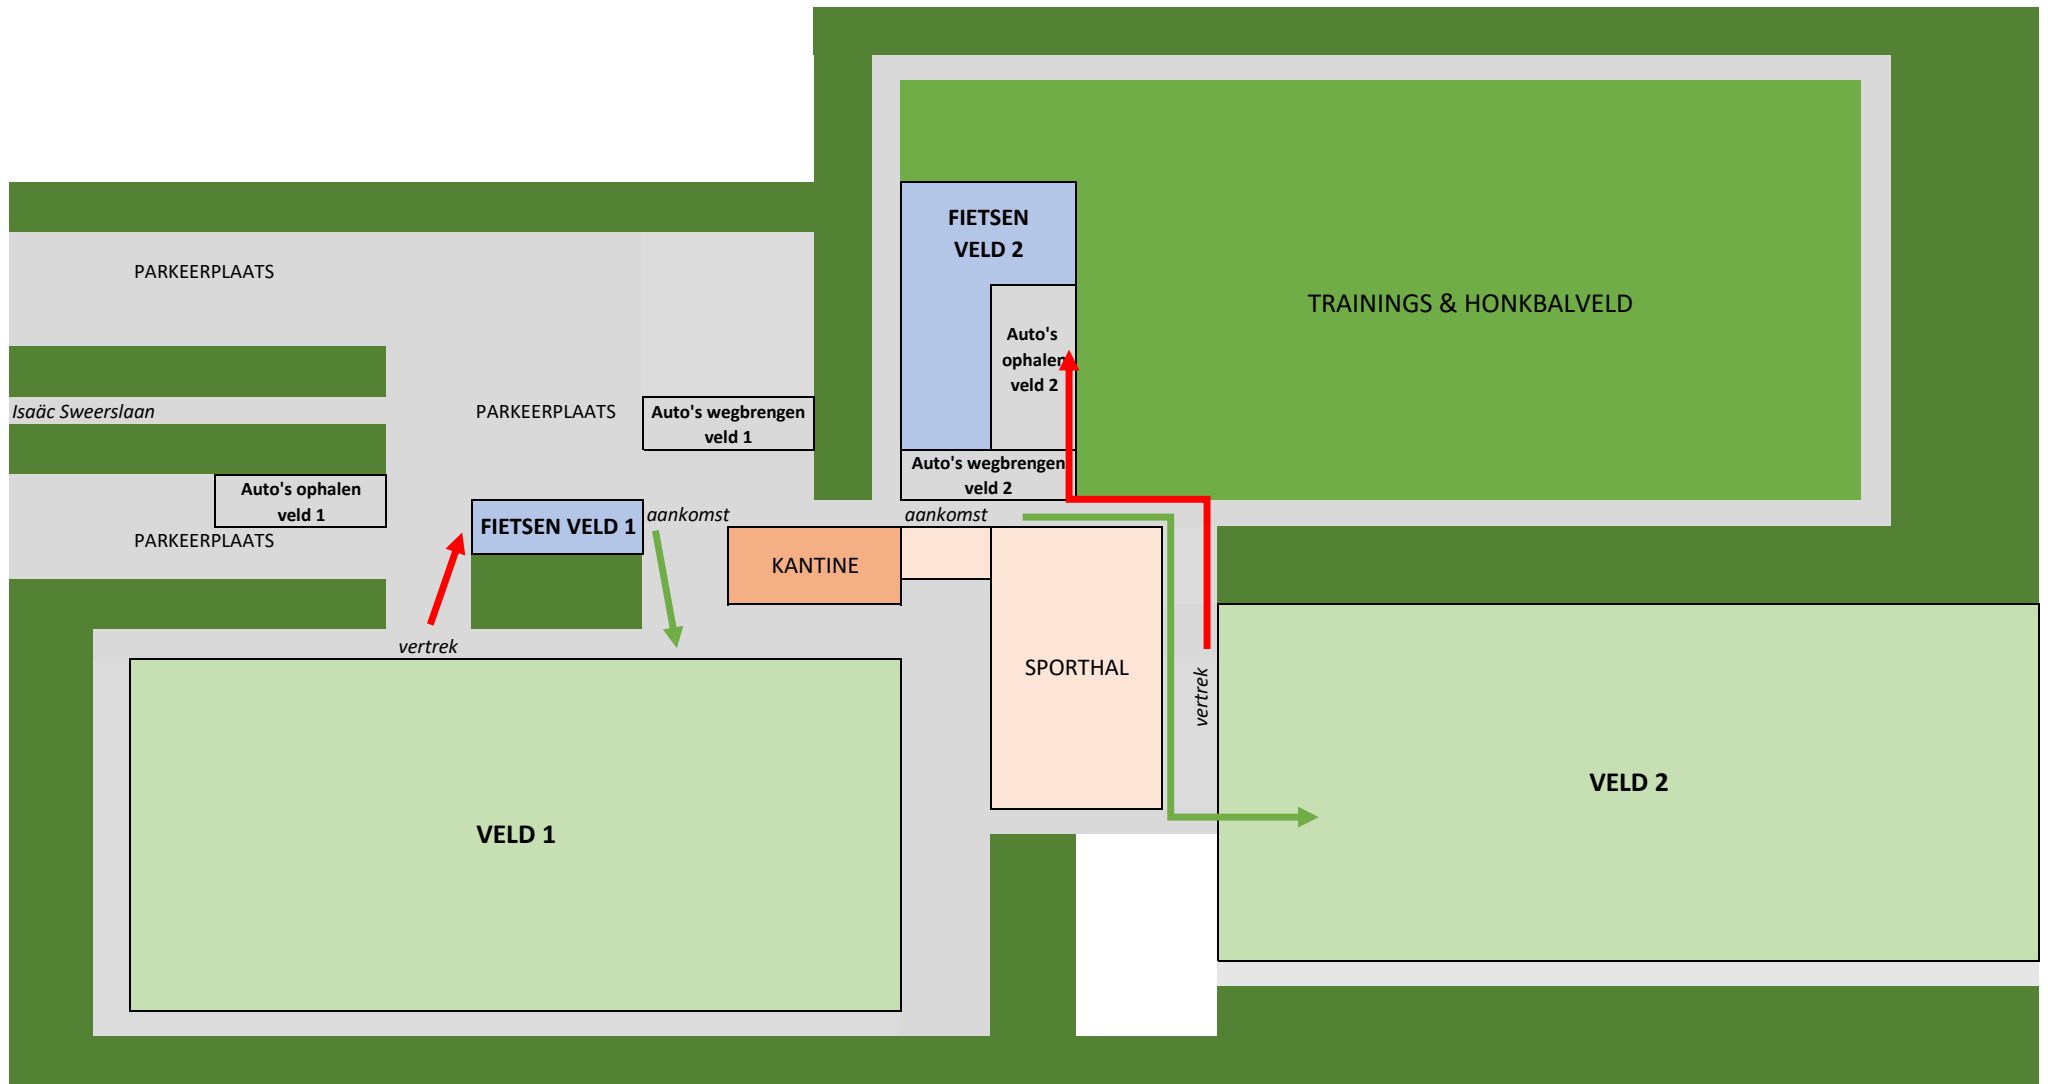 FIETSEN
VELD 2
PARKEERPLAATS
TRAININGS & HONKBALVELD
Auto's
ophalen
veld 2
Isaäc Sweerslaan
PARKEERPLAATS
Auto's wegbrengen
veld 1
Auto's wegbrengen
veld 2
Auto's ophalen
veld 1
FIETSEN VELD 1
aankomst
aankomst
PARKEERPLAATS
KANTINE
vertrek
SPORTHAL
vertrek
VELD 2
VELD 1